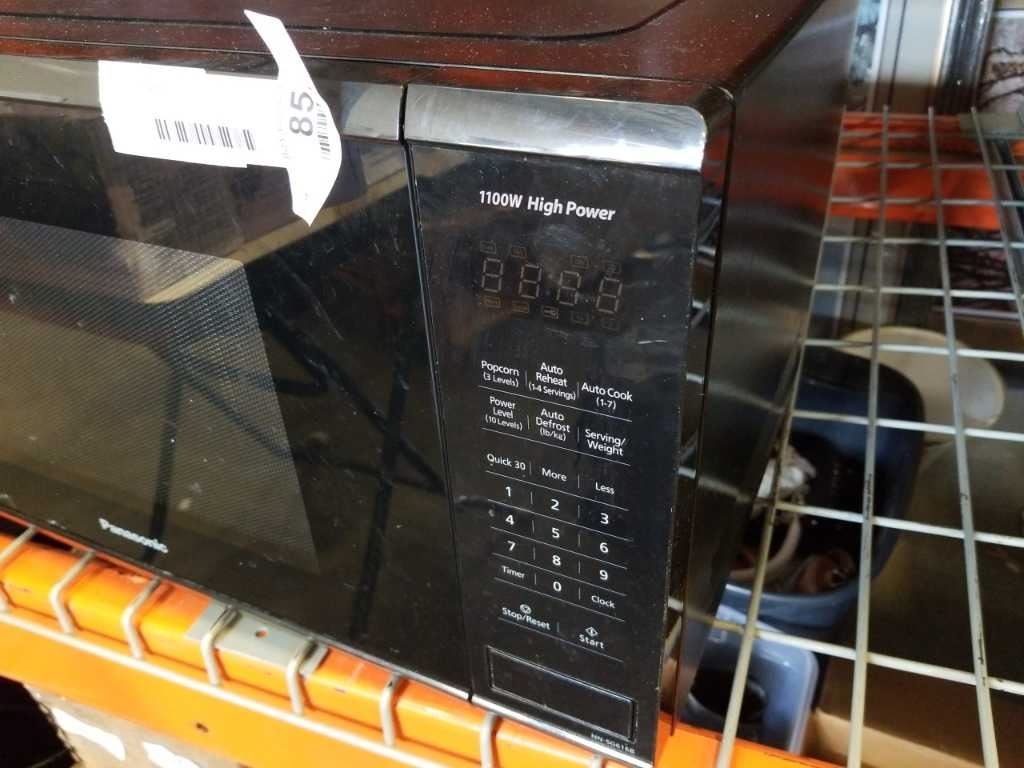 85
1100W High Power
Popcorn
(3 Levels)
Auto
Reheat
(1-4 Servings)
Auto Cook
(1-7)
Power
Level
(10 Levels)
Auto
Defrost
(lb/kg)
Serving/
Weight
Quick 30
More
Less
1 2 3
4 5 6
7 8 9
Timer 0 Clock
Stop/Reset
Start
Panasonic